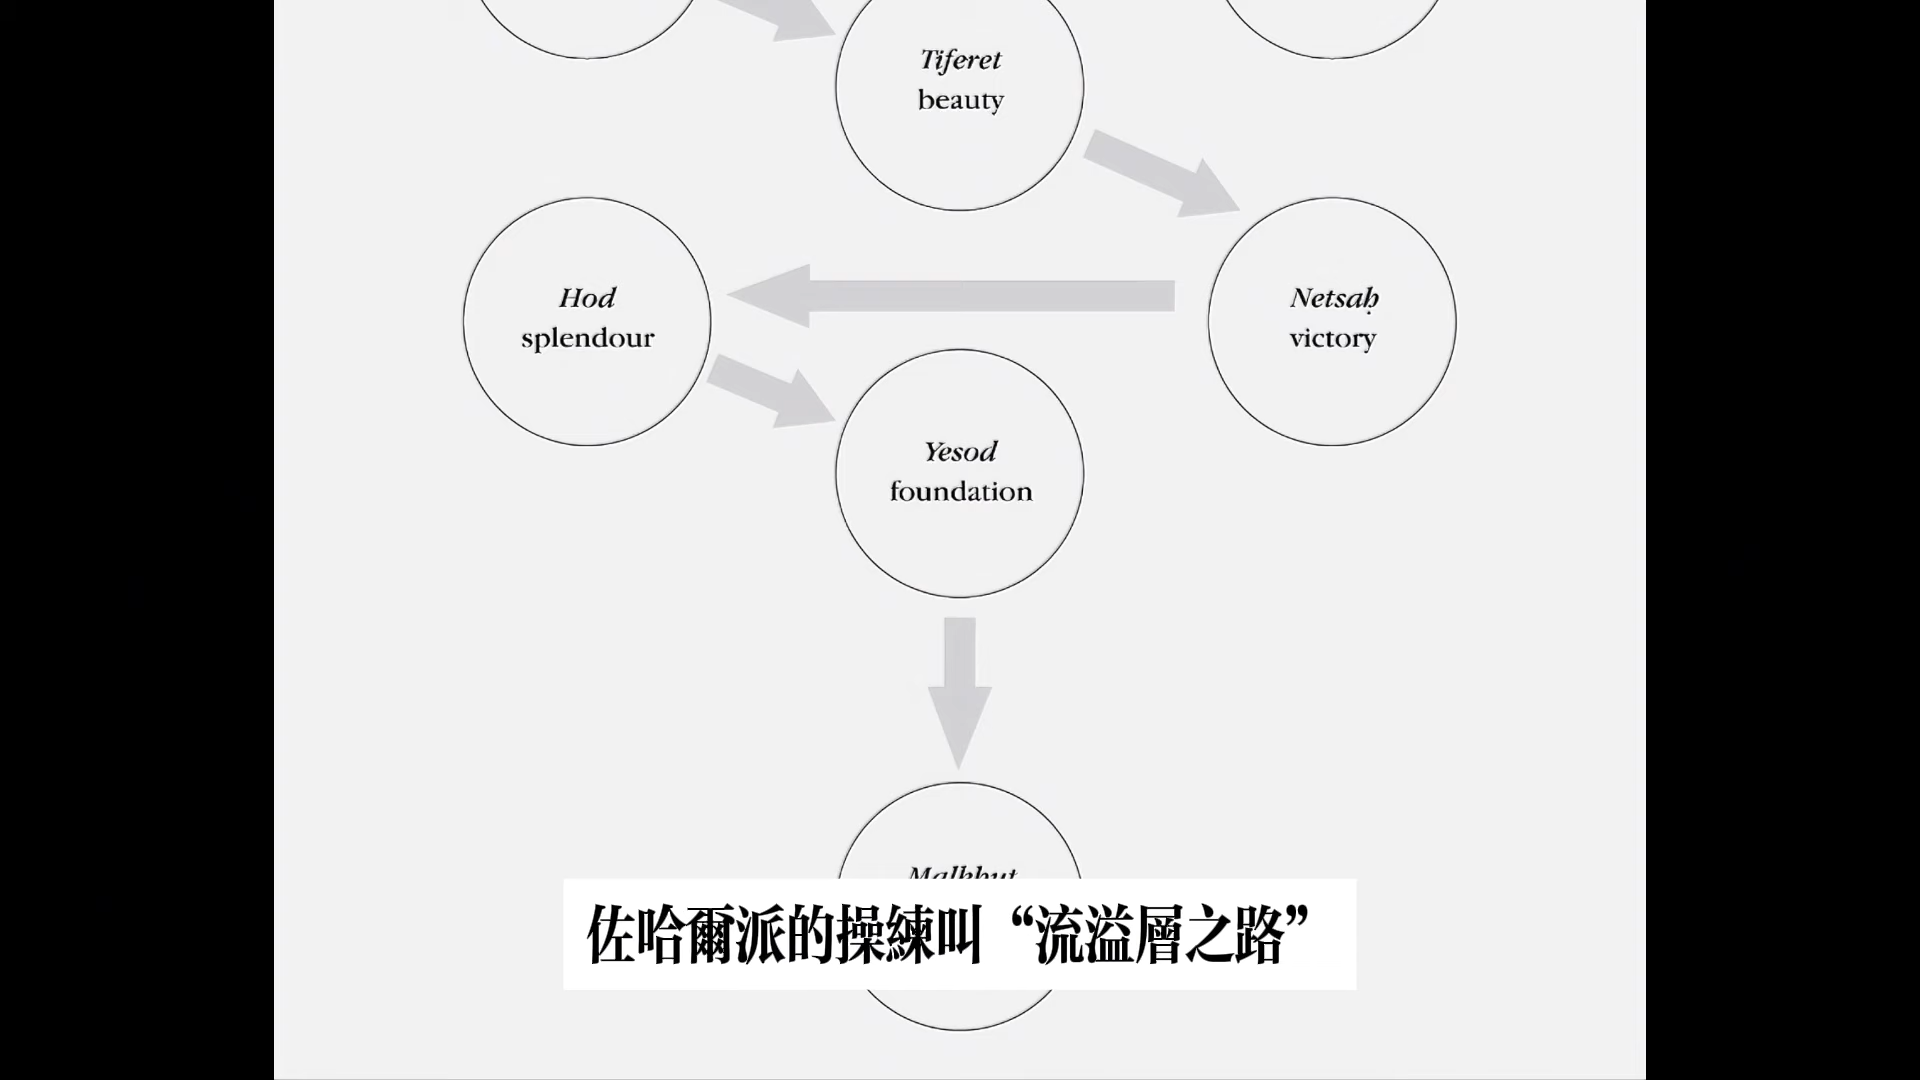 Tiferet
beauty
Hod
splendour
Netsaḥ
victory
Yesod
foundation
Malkhut
佐哈爾派的操練叫“流溢層之路”